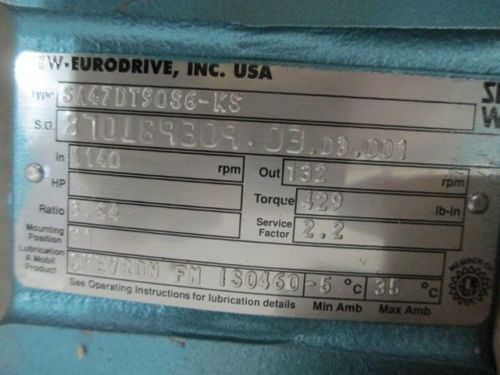 W-EURODRIVE, INC. USA
Type SA47DT90S6-KS
S.O. 870189309.03.03.001
In 1140 rpm Out 132 rpm
HP Torque 429 lb-in
Ratio 8.64 Service Factor 2.2
Mounting Position
Lubrication A Mobil Product CHEVRON FM ISO460 -5 °C 35 °C
See Operating Instructions for lubrication details Min Amb Max Amb
MEMBER OF